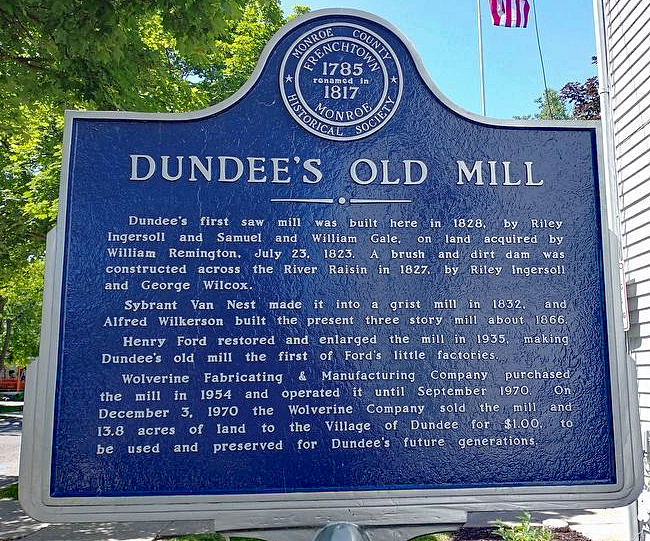 MONROE COUNTY
FRENCHTOWN
1785
renamed in
1817
MONROE
HISTORICAL SOCIETY
DUNDEE'S OLD MILL
Dundee's first saw mill was built here in 1828, by Riley
Ingersoll and Samuel and William Gale, on land acquired by
William Remington, July 23, 1823. A brush and dirt dam was
constructed across the River Raisin in 1827, by Riley Ingersoll
and George Wilcox.
Sybrant Van Nest made it into a grist mill in 1832, and
Alfred Wilkerson built the present three story mill about 1866.
Henry Ford restored and enlarged the mill in 1935, making
Dundee's old mill the first of Ford's little factories.
Wolverine Fabricating & Manufacturing Company purchased
the mill in 1954 and operated it until September 1970. On
December 3, 1970 the Wolverine Company sold the mill and
13.8 acres of land to the Village of Dundee for $1.00, to
be used and preserved for Dundee's future generations.